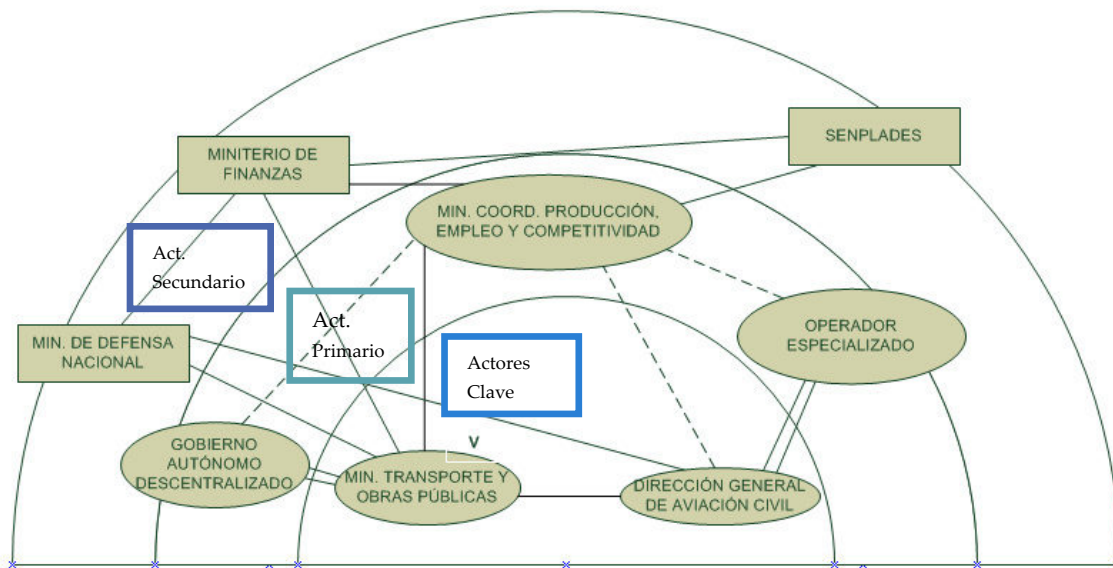 MINITERIO DE
FINANZAS
SENPLADES
MIN. COORD. PRODUCCIÓN,
EMPLEO Y COMPETITIVIDAD
Act.
Secundario
Act.
Primario
MIN. DE DEFENSA
NACIONAL
Actores
Clave
OPERADOR
ESPECIALIZADO
V
GOBIERNO
AUTÓNOMO
DESCENTRALIZADO
MIN. TRANSPORTE Y
OBRAS PÚBLICAS
DIRECCIÓN GENERAL
DE AVIACIÓN CIVIL